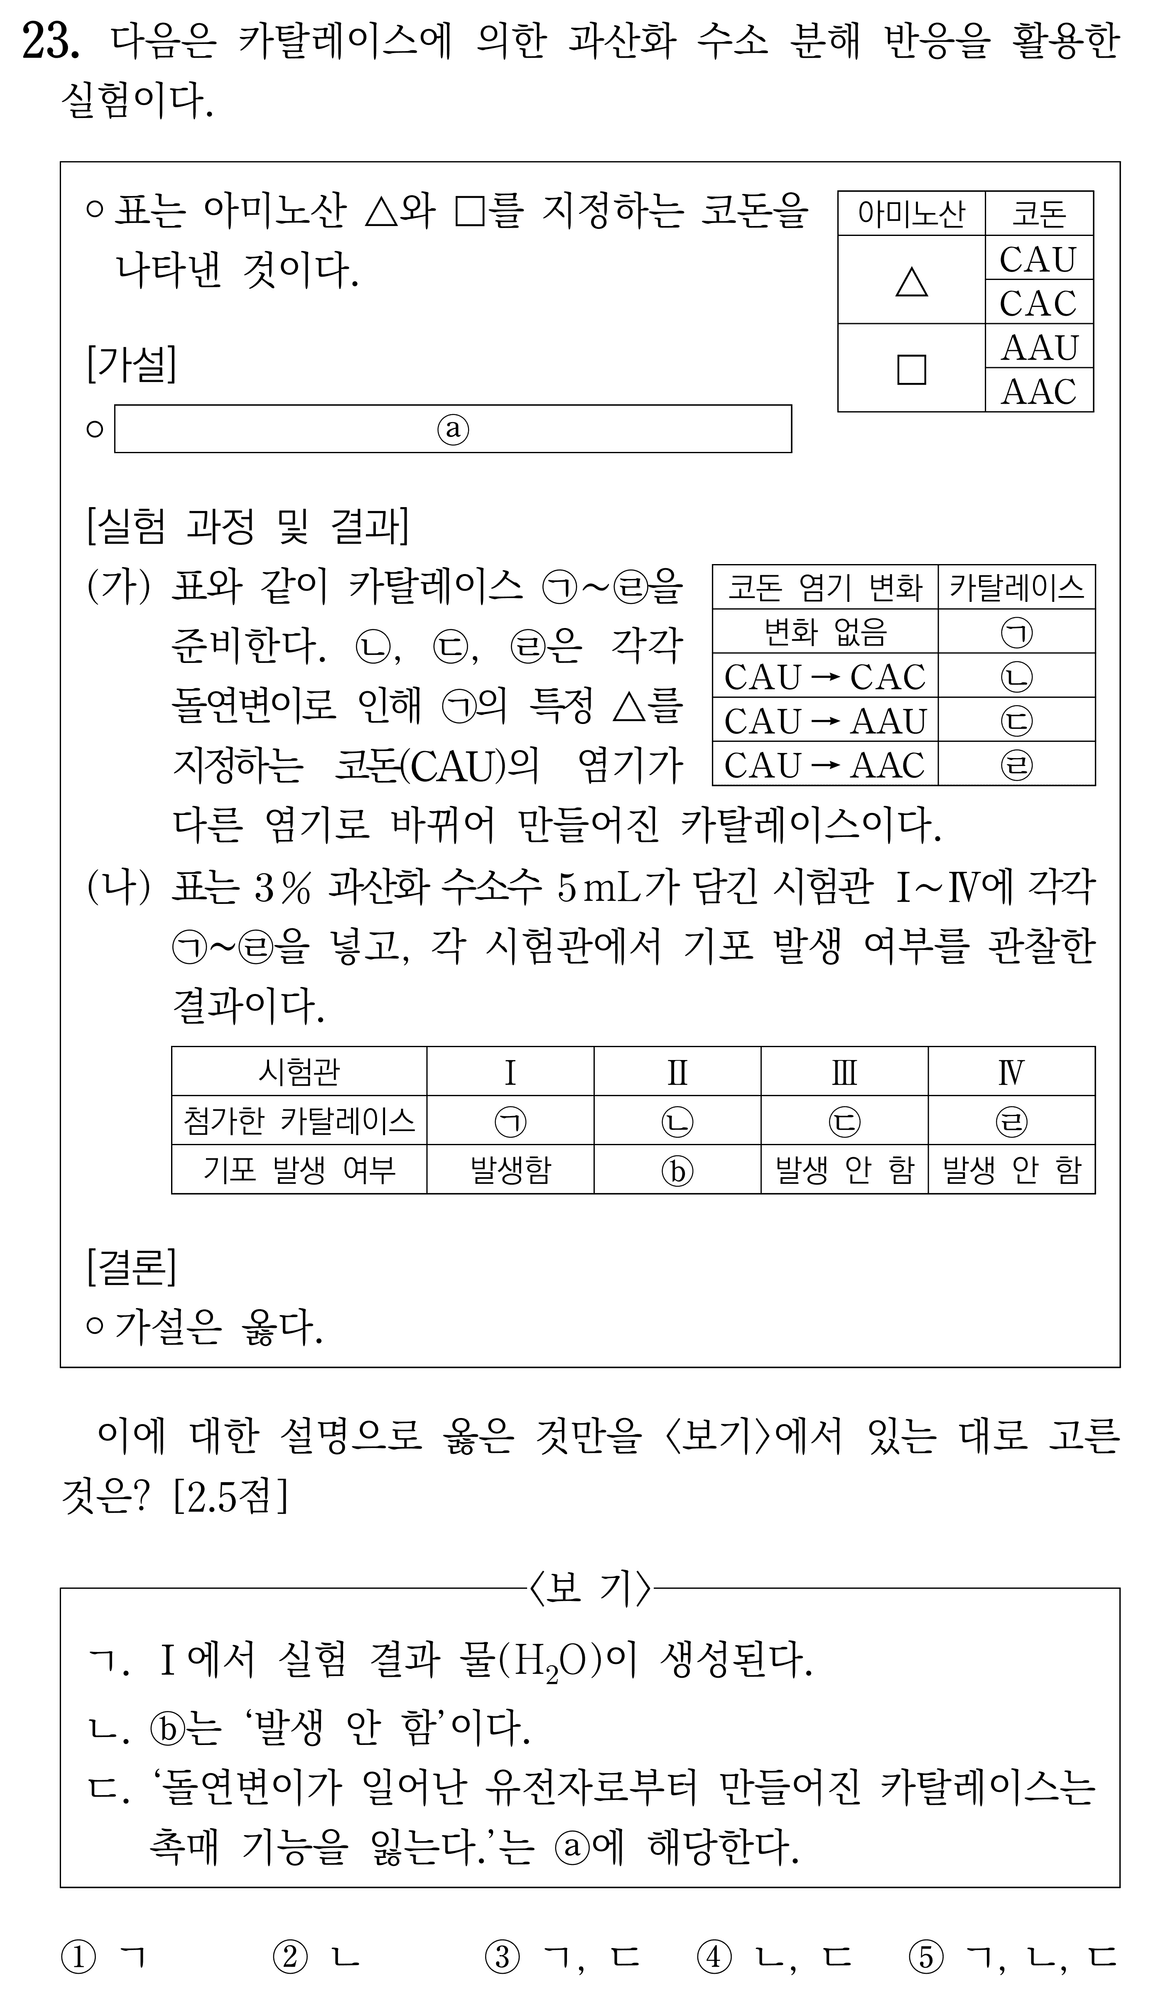 23. 다음은 카탈레이스에 의한 과산화 수소 분해 반응을 활용한
실험이다.
○ 표는 아미노산 △와 □를 지정하는 코돈을
나타낸 것이다.
아미노산 코돈
△ CAU
CAC
□ AAU
AAC
[가설]
○ ⓐ
[실험 과정 및 결과]
(가) 표와 같이 카탈레이스 ㉠~㉣을
준비한다. ㉡, ㉢, ㉣은 각각
돌연변이로 인해 ㉠의 특정 △를
지정하는 코돈(CAU)의 염기가
다른 염기로 바뀌어 만들어진 카탈레이스이다.
코돈 염기 변화 카탈레이스
변화 없음 ㉠
CAU → CAC ㉡
CAU → AAU ㉢
CAU → AAC ㉣
(나) 표는 3% 과산화 수소수 5mL가 담긴 시험관 Ⅰ~Ⅳ에 각각
㉠~㉣을 넣고, 각 시험관에서 기포 발생 여부를 관찰한
결과이다.
시험관 Ⅰ Ⅱ Ⅲ Ⅳ
첨가한 카탈레이스 ㉠ ㉡ ㉢ ㉣
기포 발생 여부 발생함 ⓑ 발생 안 함 발생 안 함
[결론]
○ 가설은 옳다.
이에 대한 설명으로 옳은 것만을 〈보기〉에서 있는 대로 고른
것은? [2.5점]
〈보 기〉
ㄱ. Ⅰ에서 실험 결과 물(H₂O)이 생성된다.
ㄴ. ⓑ는 ‘발생 안 함’이다.
ㄷ. ‘돌연변이가 일어난 유전자로부터 만들어진 카탈레이스는
촉매 기능을 잃는다.’는 ⓐ에 해당한다.
① ㄱ ② ㄴ ③ ㄱ, ㄷ ④ ㄴ, ㄷ ⑤ ㄱ, ㄴ, ㄷ